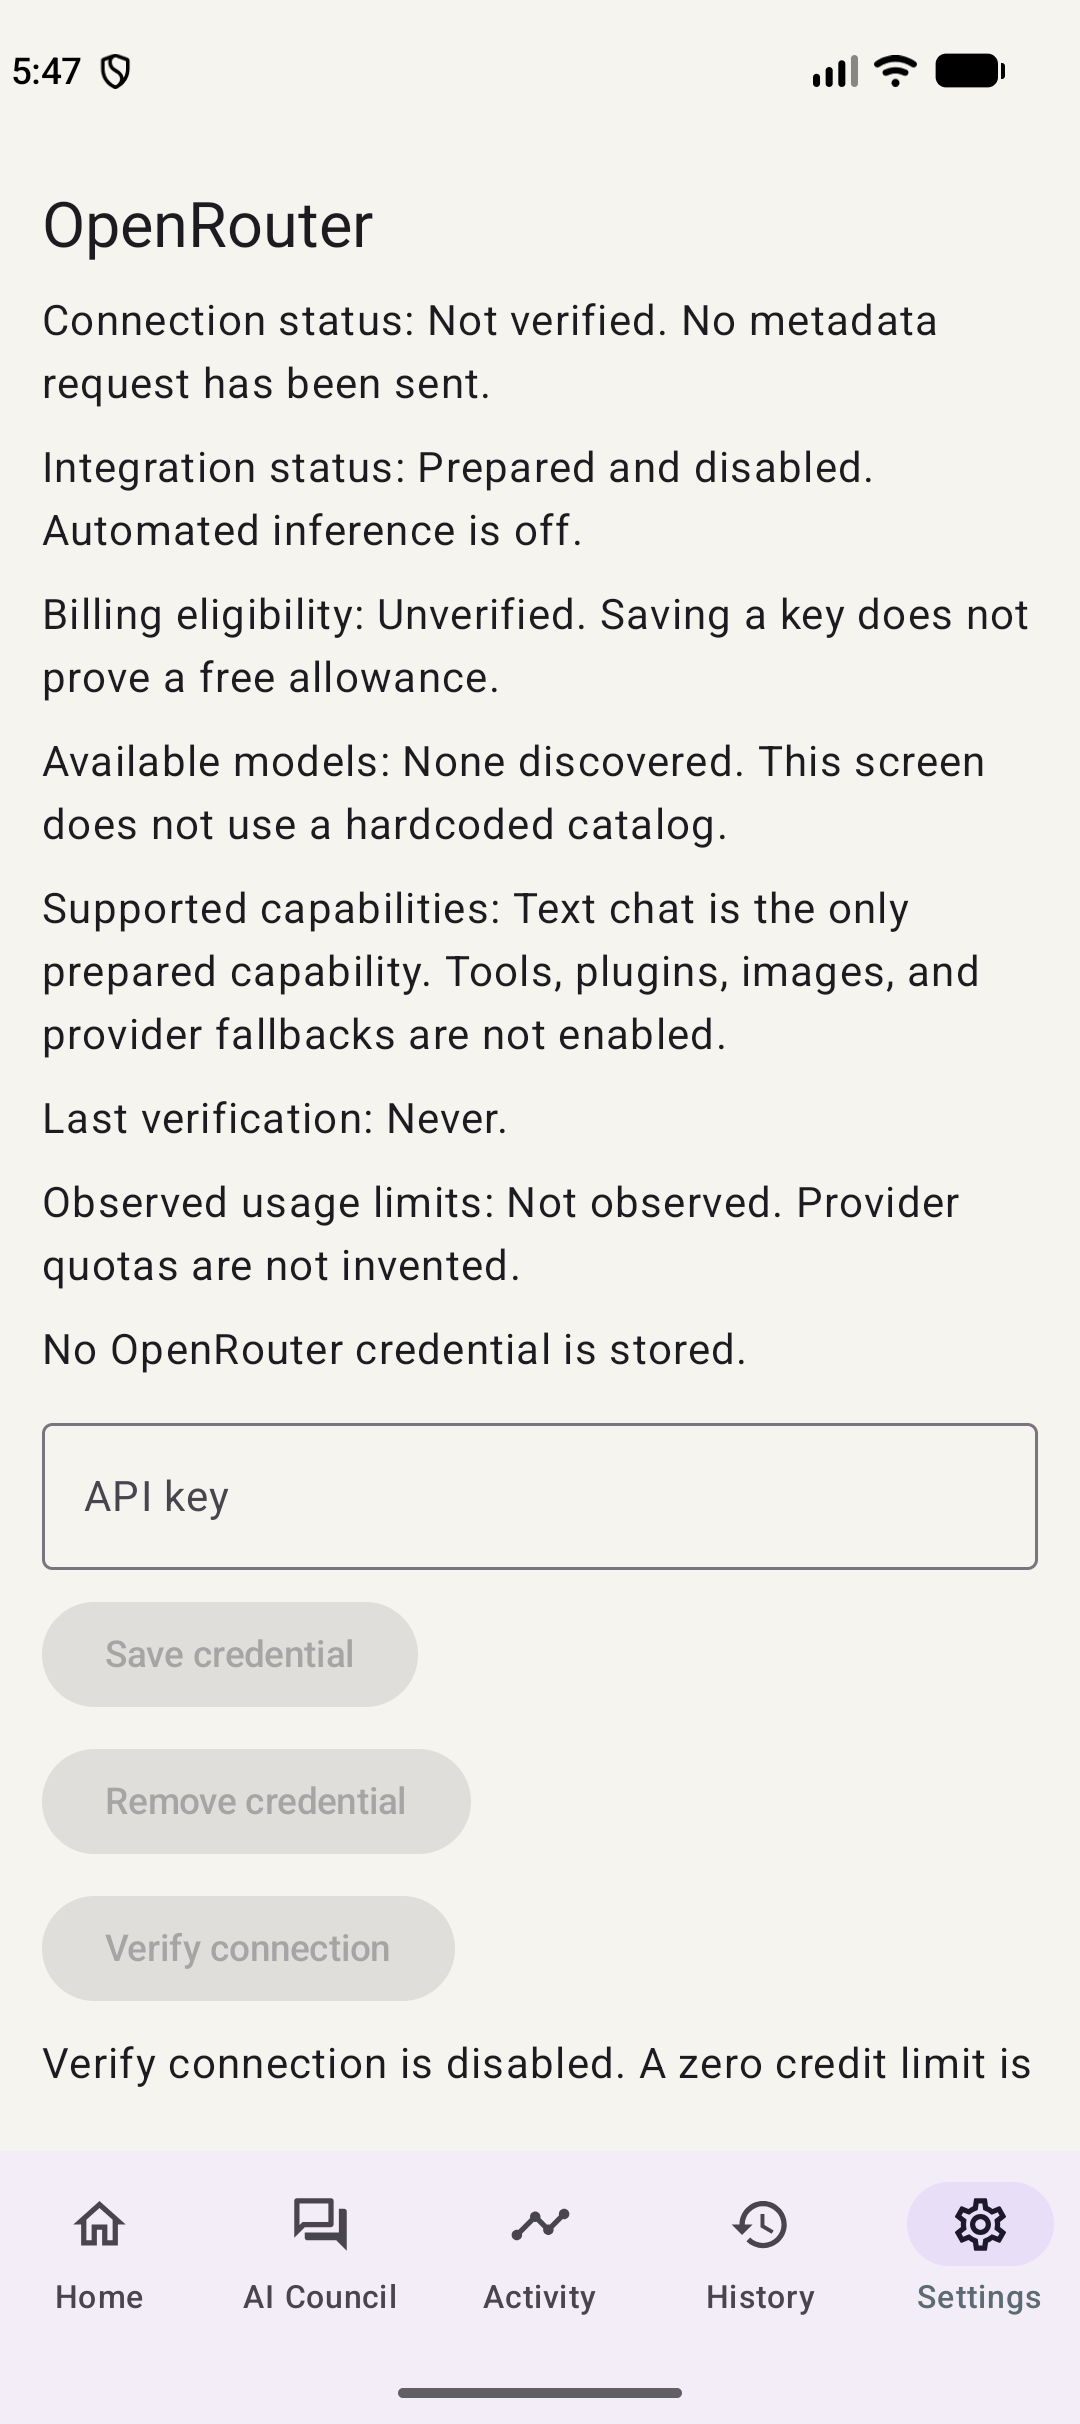 5:47
OpenRouter
Connection status: Not verified. No metadata
request has been sent.
Integration status: Prepared and disabled.
Automated inference is off.
Billing eligibility: Unverified. Saving a key does not
prove a free allowance.
Available models: None discovered. This screen
does not use a hardcoded catalog.
Supported capabilities: Text chat is the only
prepared capability. Tools, plugins, images, and
provider fallbacks are not enabled.
Last verification: Never.
Observed usage limits: Not observed. Provider
quotas are not invented.
No OpenRouter credential is stored.
API key
Save credential
Remove credential
Verify connection
Verify connection is disabled. A zero credit limit is
Home AI Council Activity History Settings